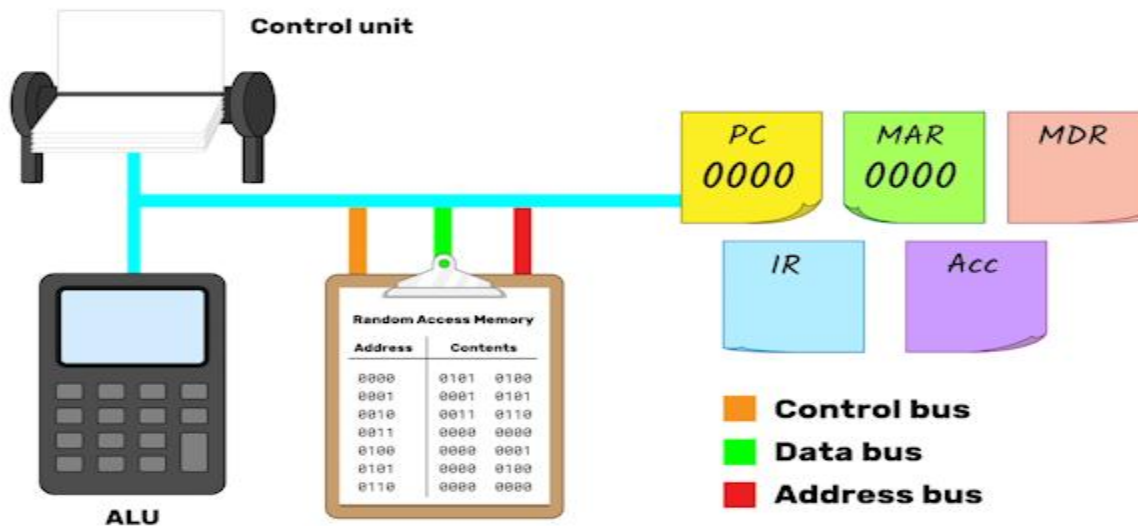 Control unit
PC
0000
MAR
0000
MDR
IR
Acc
Random Access Memory
Address Contents
0000 0101 0100
0001 0001 0101
0010 0011 0110
0011 0000 0000
0100 0000 0001
0101 0000 0100
0110 0000 0000
Control bus
Data bus
Address bus
ALU